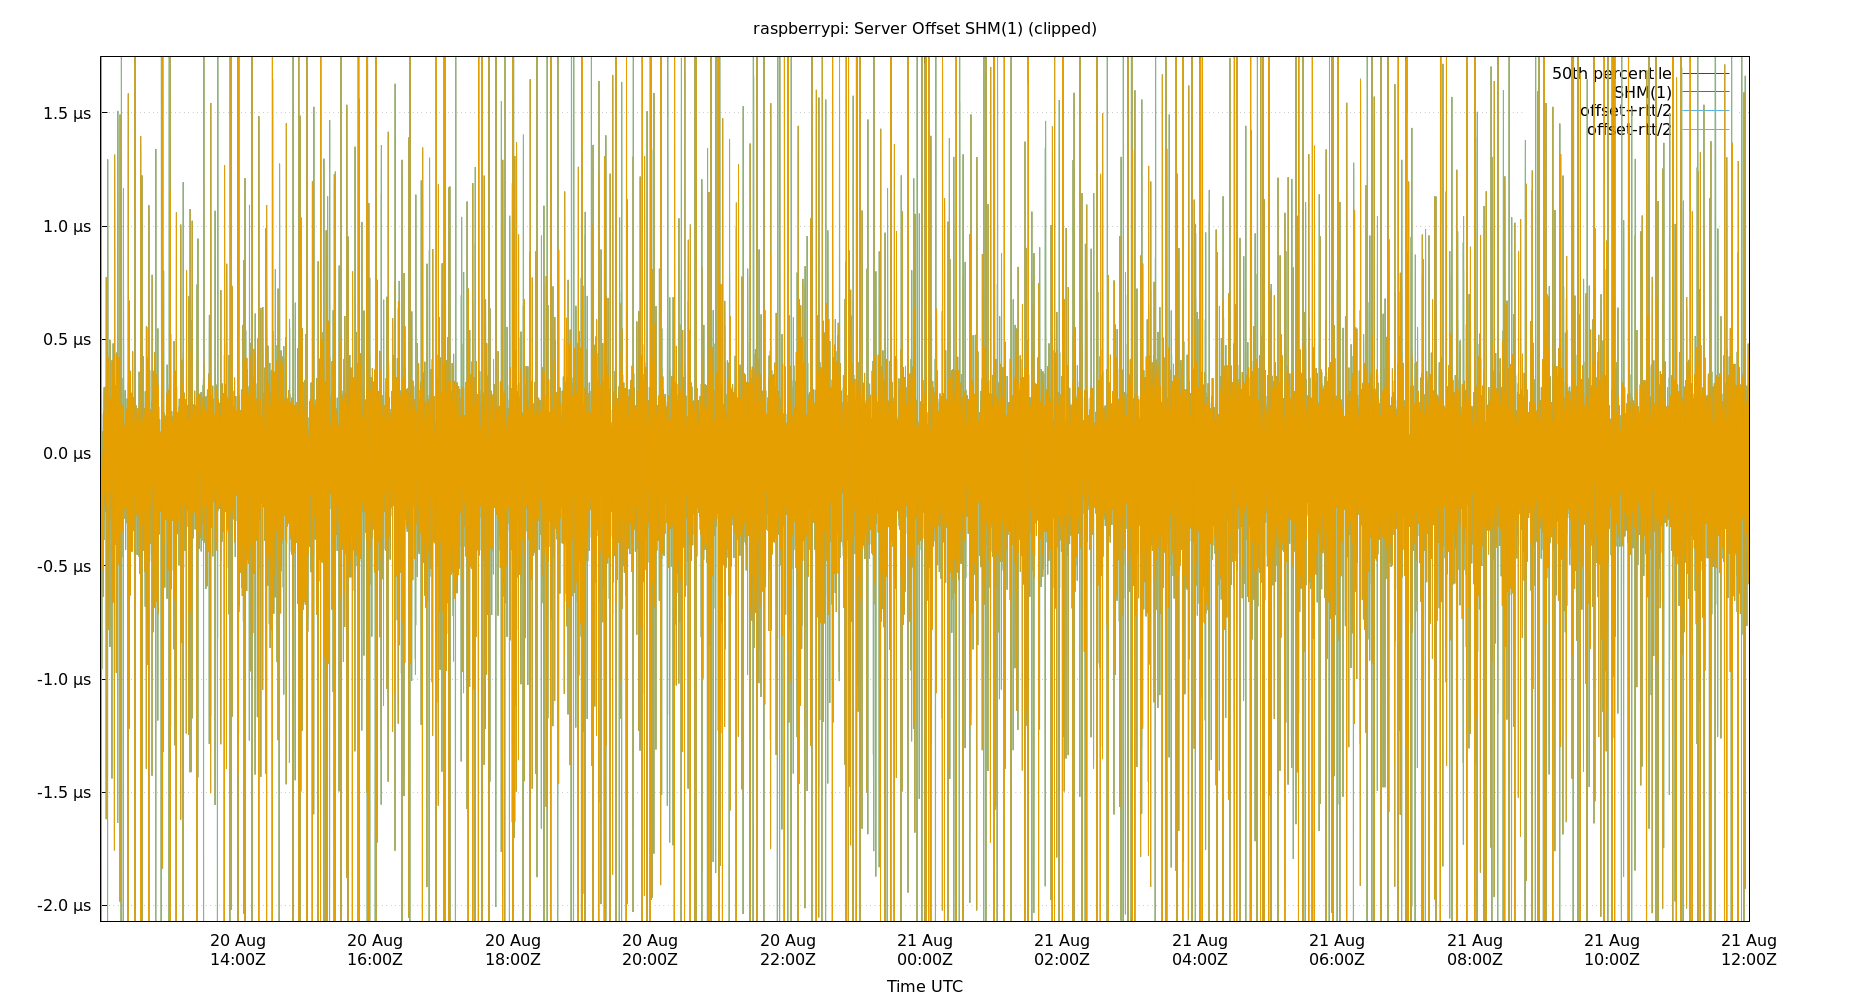 raspberrypi: Server Offset SHM(1) (clipped)
50th percentile
SHM(1)
offset+rtt/2
offset-rtt/2
1.5 µs
1.0 µs
0.5 µs
0.0 µs
-0.5 µs
-1.0 µs
-1.5 µs
-2.0 µs
20 Aug 20 Aug 20 Aug 20 Aug 20 Aug 21 Aug 21 Aug 21 Aug 21 Aug 21 Aug 21 Aug 21 Aug
14:00Z 16:00Z 18:00Z 20:00Z 22:00Z 00:00Z 02:00Z 04:00Z 06:00Z 08:00Z 10:00Z 12:00Z
Time UTC